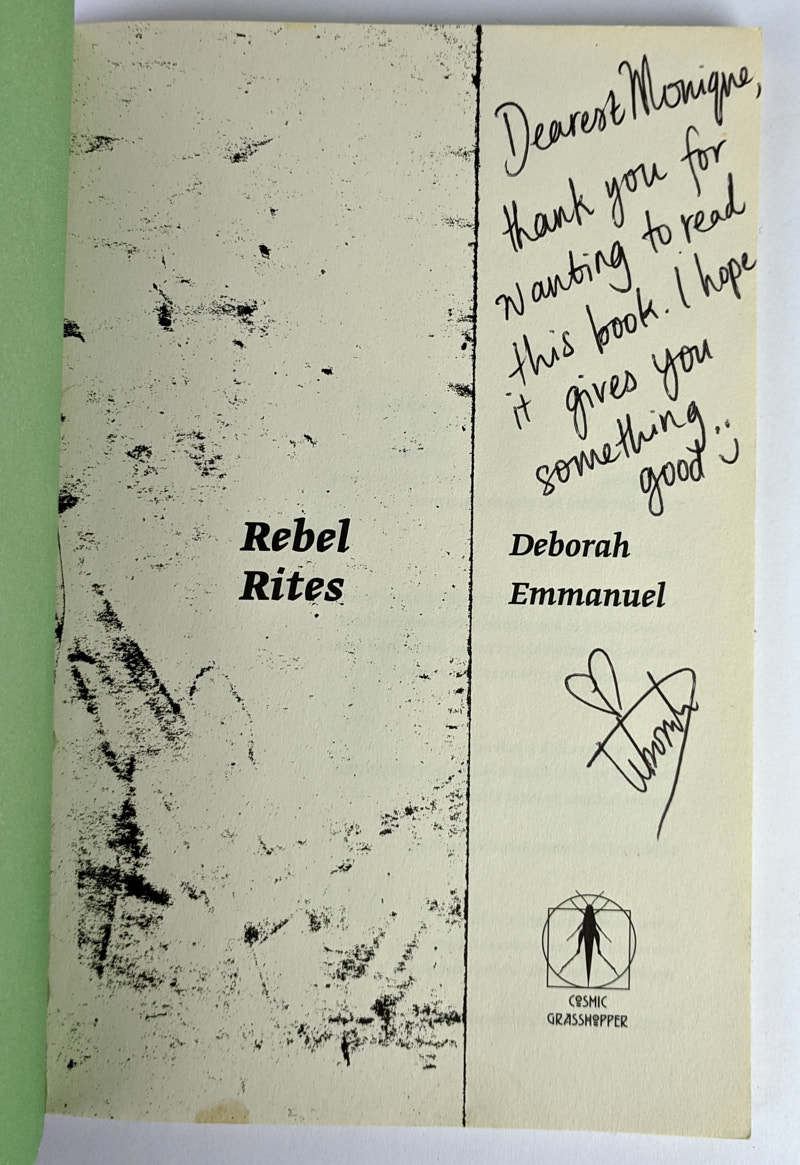 Dearest Monique,
thank you for
wanting to read
this book. I hope
it gives you
something
good :)
Rebel
Rites
Deborah
Emmanuel
Deborah
COSMIC
GRASSHOPPER